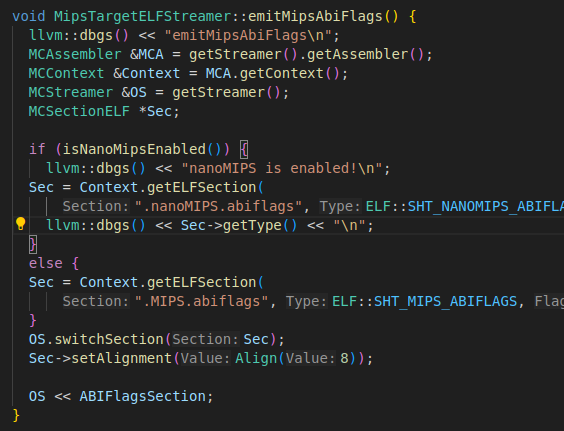 void MipsTargetELFStreamer::emitMipsAbiFlags() {
  llvm::dbgs() << "emitMipsAbiFlags\n";
  MCAssembler &MCA = getStreamer().getAssembler();
  MCContext &Context = MCA.getContext();
  MCStreamer &OS = getStreamer();
  MCSectionELF *Sec;

  if (isNanoMipsEnabled()) {
    llvm::dbgs() << "nanoMIPS is enabled!\n";
  Sec = Context.getELFSection(
      Section: ".nanoMIPS.abiflags", Type: ELF::SHT_NANOMIPS_ABIFLA
    llvm::dbgs() << Sec->getType() << "\n";
  }
  else {
  Sec = Context.getELFSection(
      Section: ".MIPS.abiflags", Type: ELF::SHT_MIPS_ABIFLAGS, Flag
  }
  OS.switchSection(Section: Sec);
  Sec->setAlignment(Value: Align(Value: 8));

  OS << ABIFlagsSection;
}